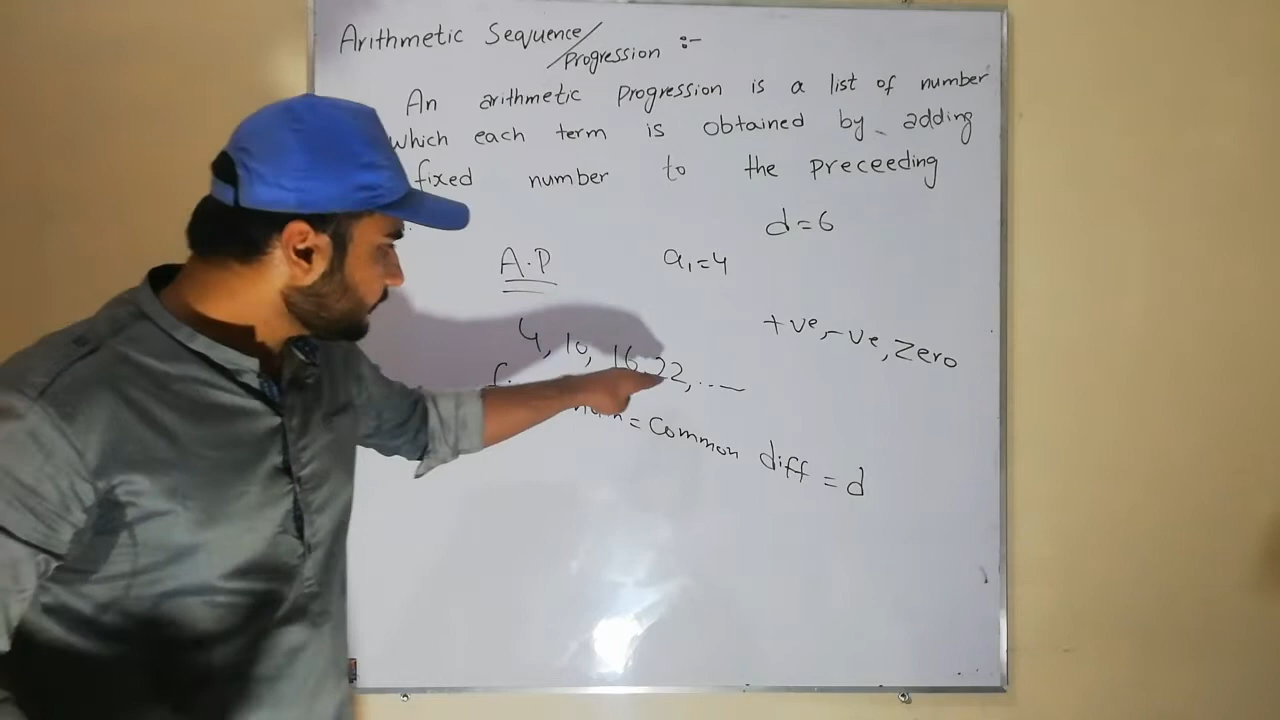 Arithmetic Sequence/
Progression :-
An arithmetic Progression is a list of number
which each term is obtained by adding
fixed number to the preceeding
d=6
A.P a₁=4
+ve,-ve,Zero
4, 10, 16,22,...
= Common diff = d